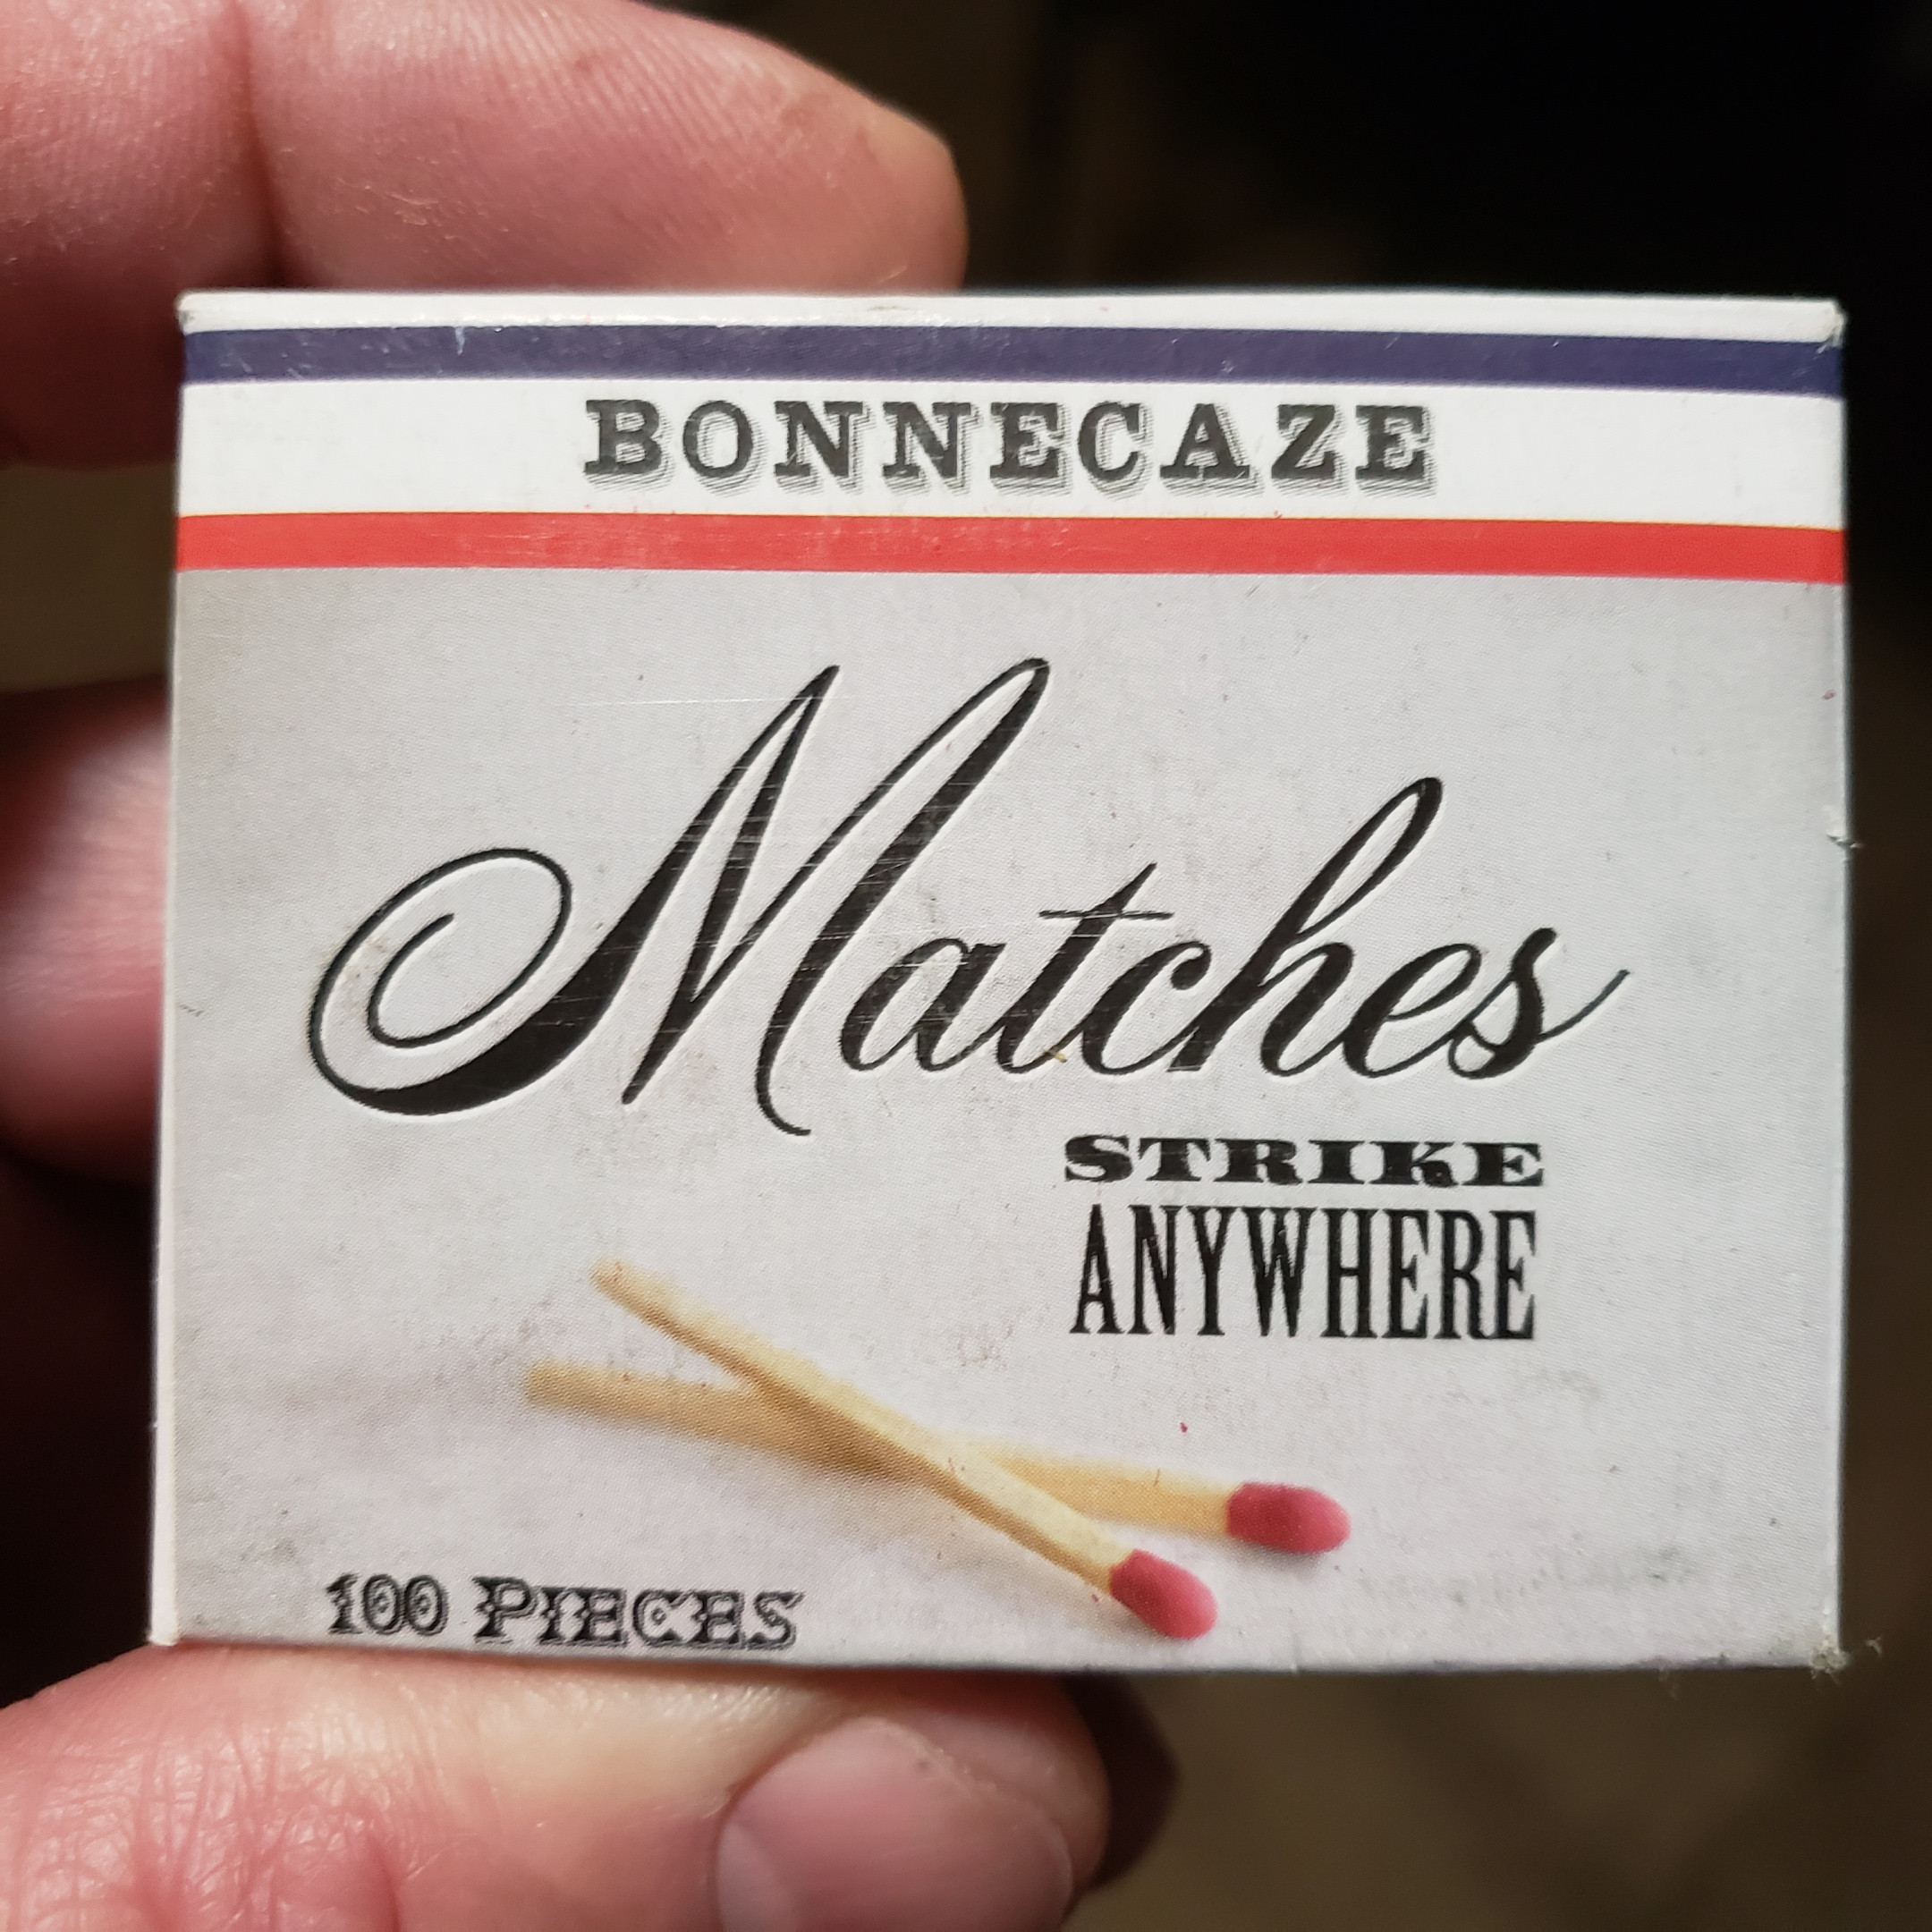 BONNECAZE
Matches
STRIKE
ANYWHERE
100 PIECES